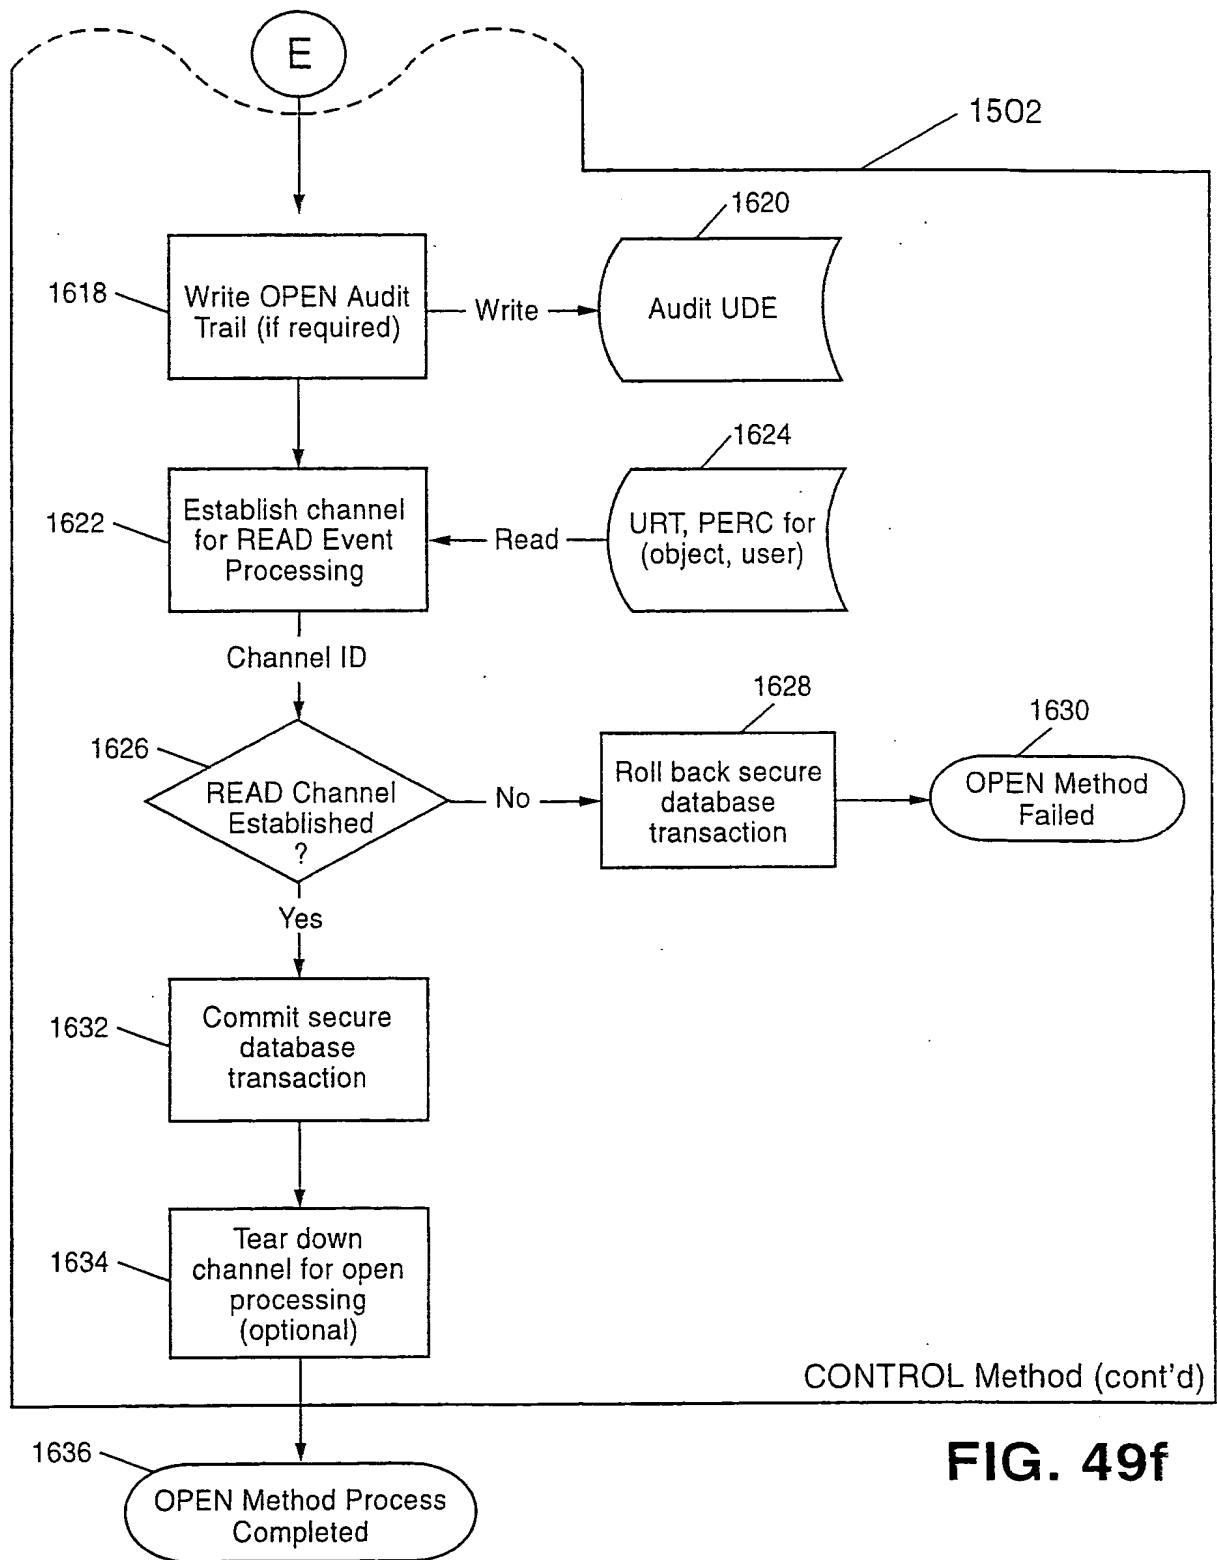 E
1502
1620
1618
Write OPEN Audit
Trail (if required)
Write
Audit UDE
1624
1622
Establish channel
for READ Event
Processing
Read
URT, PERC for
(object, user)
Channel ID
1628
1630
1626
READ Channel
Established
?
No
Roll back secure
database
transaction
OPEN Method
Failed
Yes
1632
Commit secure
database
transaction
1634
Tear down
channel for open
processing
(optional)
CONTROL Method (cont'd)
1636
OPEN Method Process
Completed
FIG. 49f